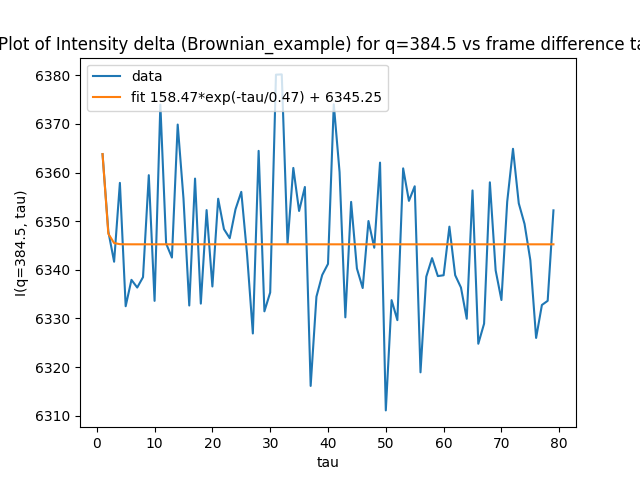 Plot of Intensity delta (Brownian_example) for q=384.5 vs frame difference ta
6380
6370
6360
6350
6340
6330
6320
6310
I(q=384.5, tau)
data
fit 158.47*exp(-tau/0.47) + 6345.25
0 10 20 30 40 50 60 70 80
tau